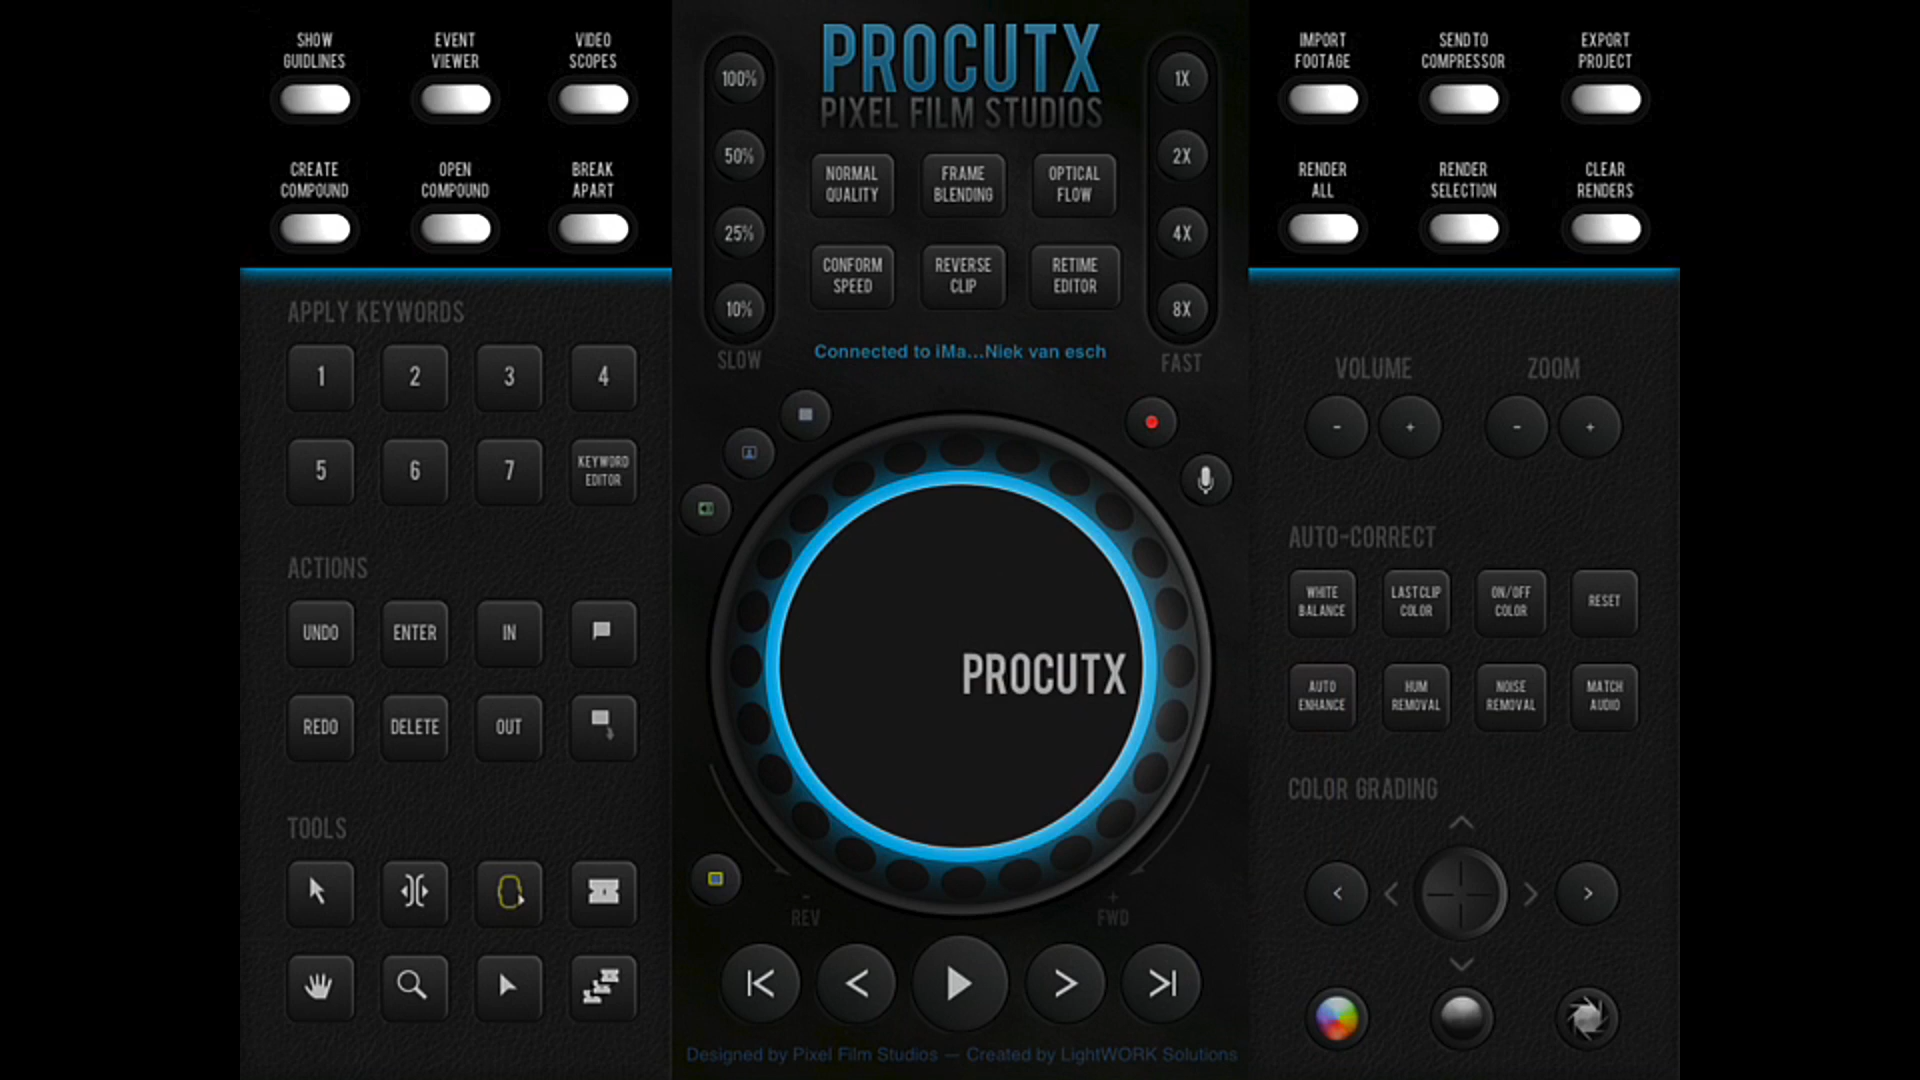 SHOW
GUIDLINES
EVENT
VIEWER
VIDEO
SCOPES
CREATE
COMPOUND
OPEN
COMPOUND
BREAK
APART
APPLY KEYWORDS
1
2
3
4
5
6
7
KEYWORD
EDITOR
ACTIONS
UNDO
ENTER
IN
REDO
DELETE
OUT
TOOLS
100%
50%
25%
10%
SLOW
PROCUTX
PIXEL FILM STUDIOS
NORMAL
QUALITY
FRAME
BLENDING
OPTICAL
FLOW
CONFORM
SPEED
REVERSE
CLIP
RETIME
EDITOR
Connected to iMa...Niek van esch
1X
2X
4X
8X
FAST
PROCUTX
-
REV
+
FWD
Designed by Pixel Film Studios — Created by LightWORK Solutions
IMPORT
FOOTAGE
SEND TO
COMPRESSOR
EXPORT
PROJECT
RENDER
ALL
RENDER
SELECTION
CLEAR
RENDERS
VOLUME
- +
ZOOM
- +
AUTO-CORRECT
WHITE
BALANCE
LAST CLIP
COLOR
ON/OFF
COLOR
RESET
AUTO
ENHANCE
HUM
REMOVAL
NOISE
REMOVAL
MATCH
AUDIO
COLOR GRADING